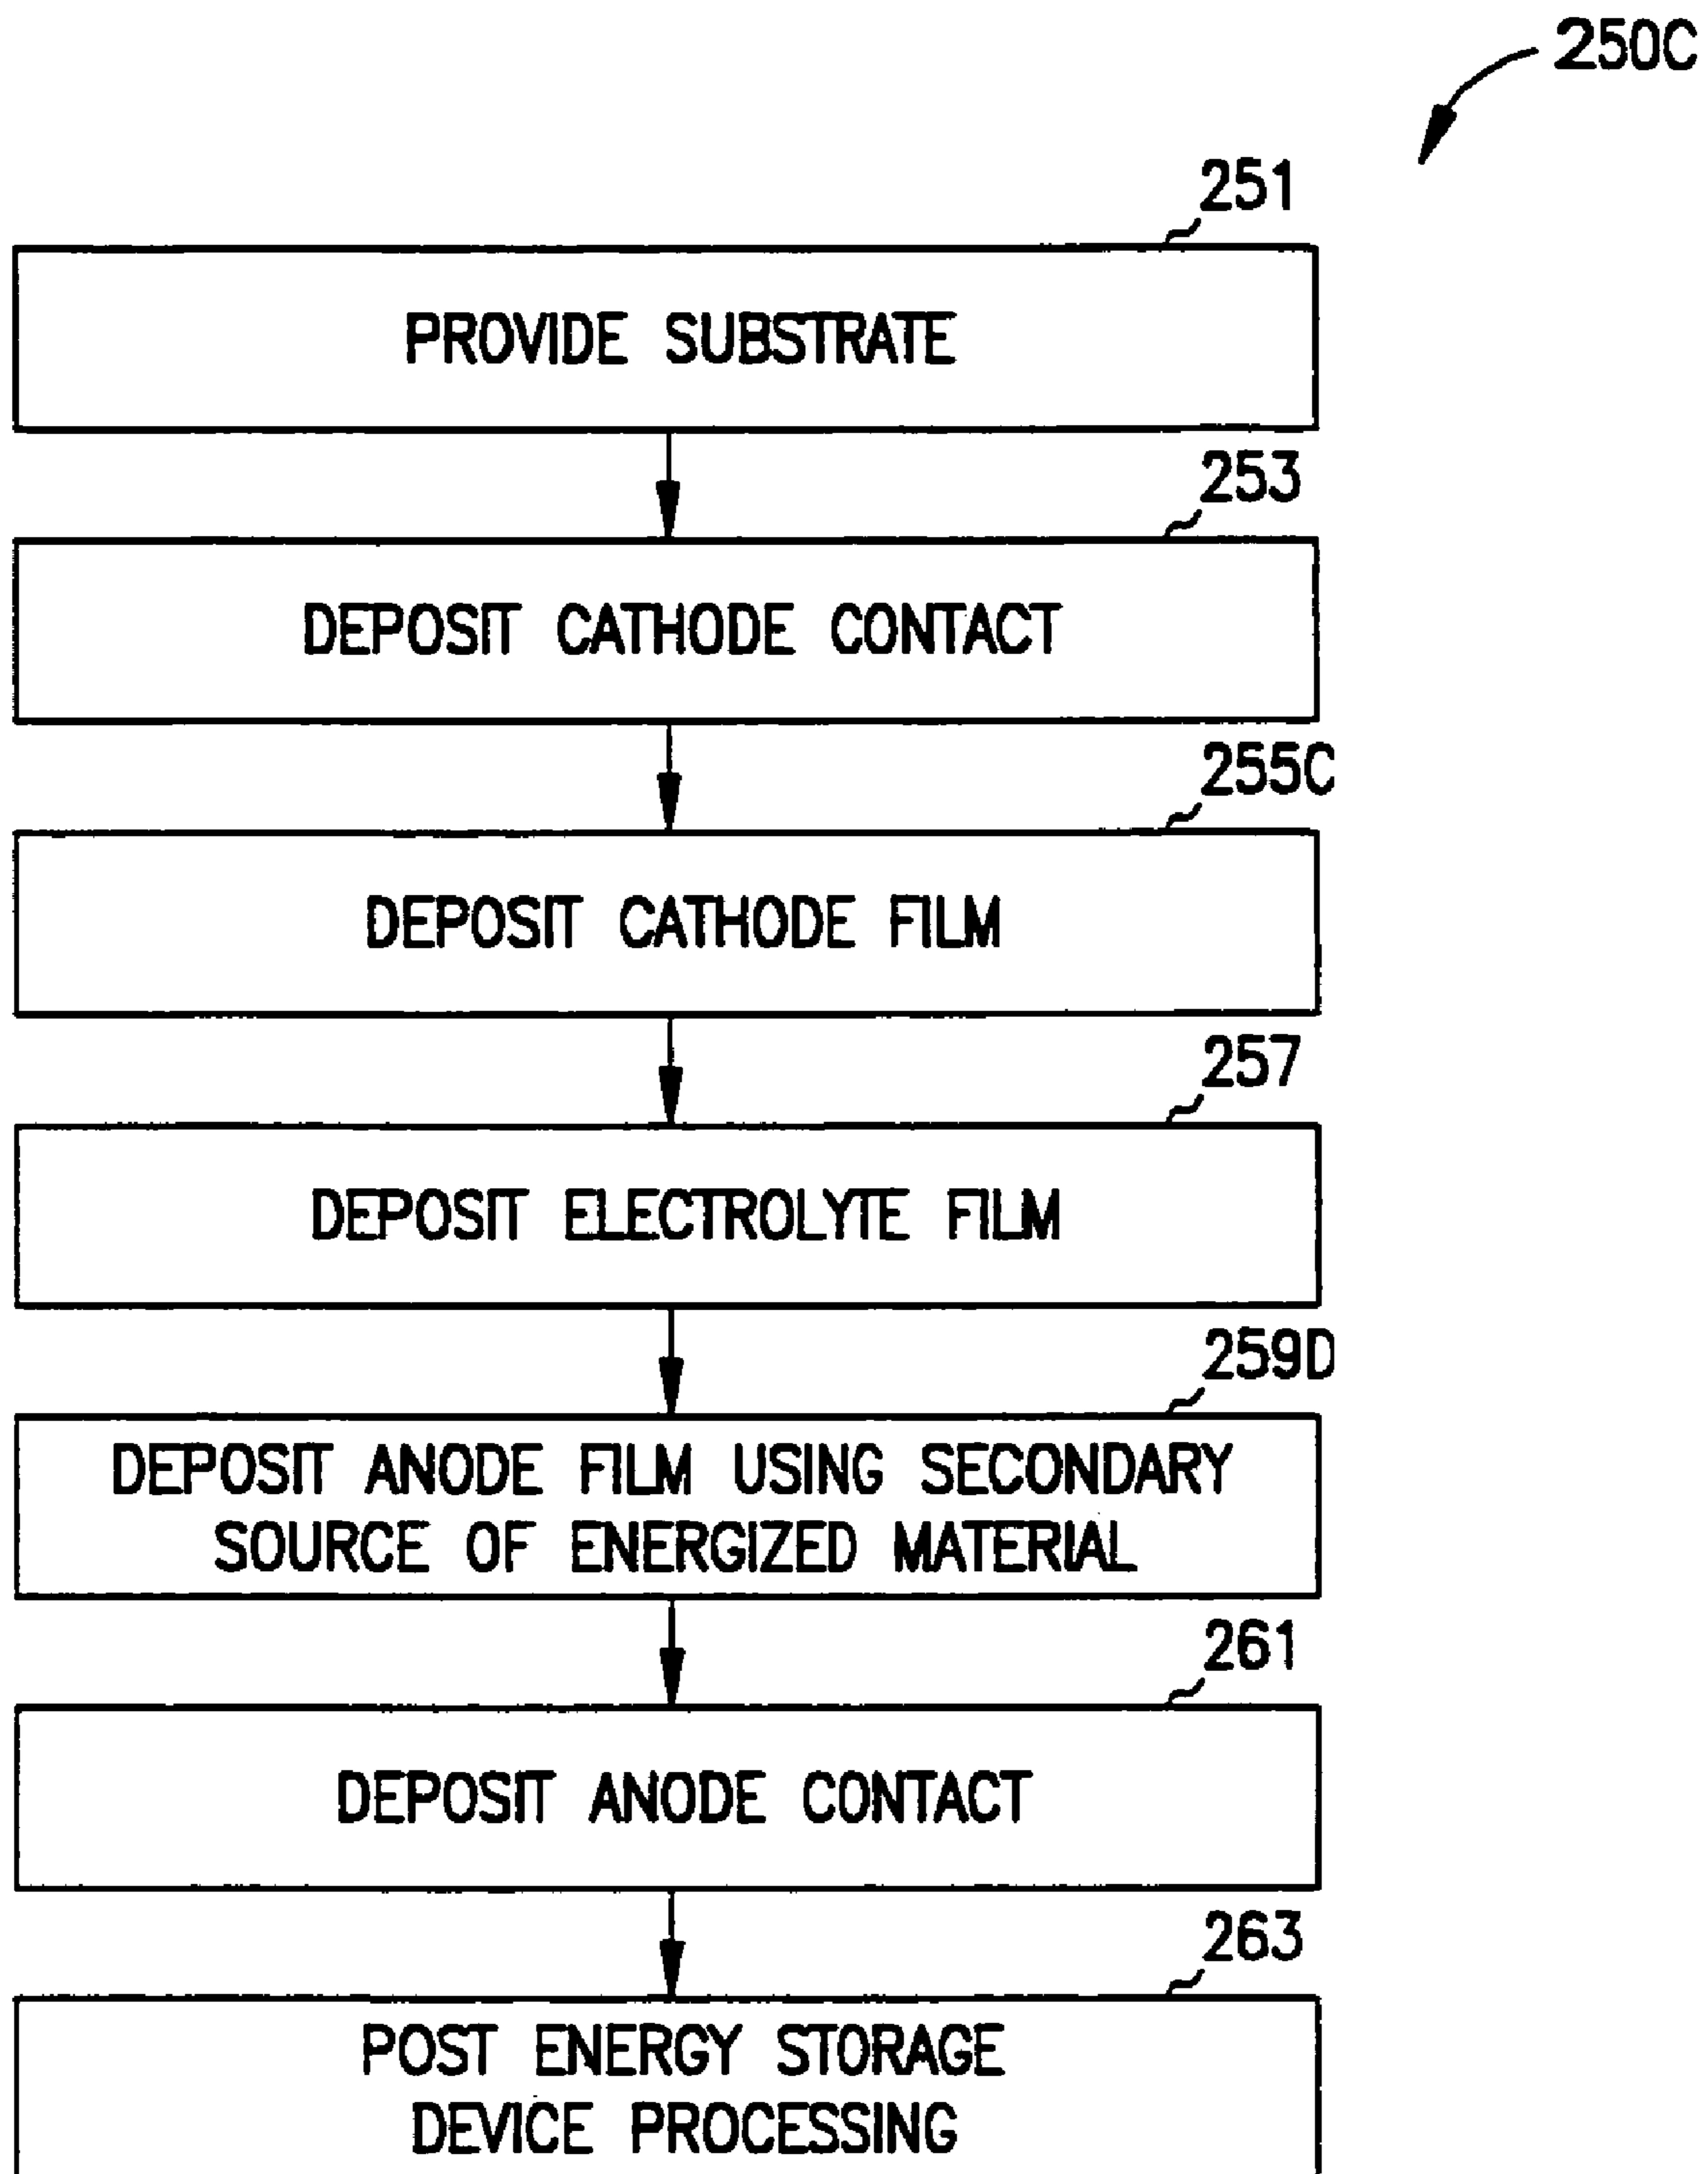 250C
251
PROVIDE SUBSTRATE
253
DEPOSIT CATHODE CONTACT
255C
DEPOSIT CATHODE FILM
257
DEPOSIT ELECTROLYTE FILM
259D
DEPOSIT ANODE FILM USING SECONDARY
SOURCE OF ENERGIZED MATERIAL
261
DEPOSIT ANODE CONTACT
263
POST ENERGY STORAGE
DEVICE PROCESSING